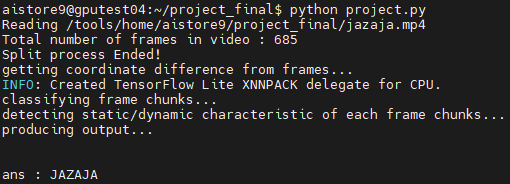 aistore9@gputest04:~/project_final$ python project.py
Reading /tools/home/aistore9/project_final/jazaja.mp4
Total number of frames in video : 685
Split process Ended!
getting coordinate difference from frames...
INFO: Created TensorFlow Lite XNNPACK delegate for CPU.
classifying frame chunks...
detecting static/dynamic characteristic of each frame chunks...
producing output...
ans : JAZAJA